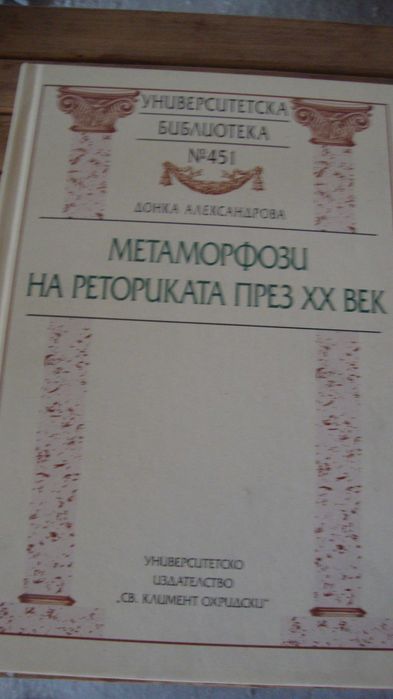 УНИВЕРСИТЕТСКА
БИБЛИОТЕКА
№451
ДОНКА АЛЕКСАНДРОВА
МЕТАМОРФОЗИ
НА РЕТОРИКАТА ПРЕЗ XX ВЕК
УНИВЕРСИТЕТСКО
ИЗДАТЕЛСТВО
„СВ. КЛИМЕНТ ОХРИДСКИ"